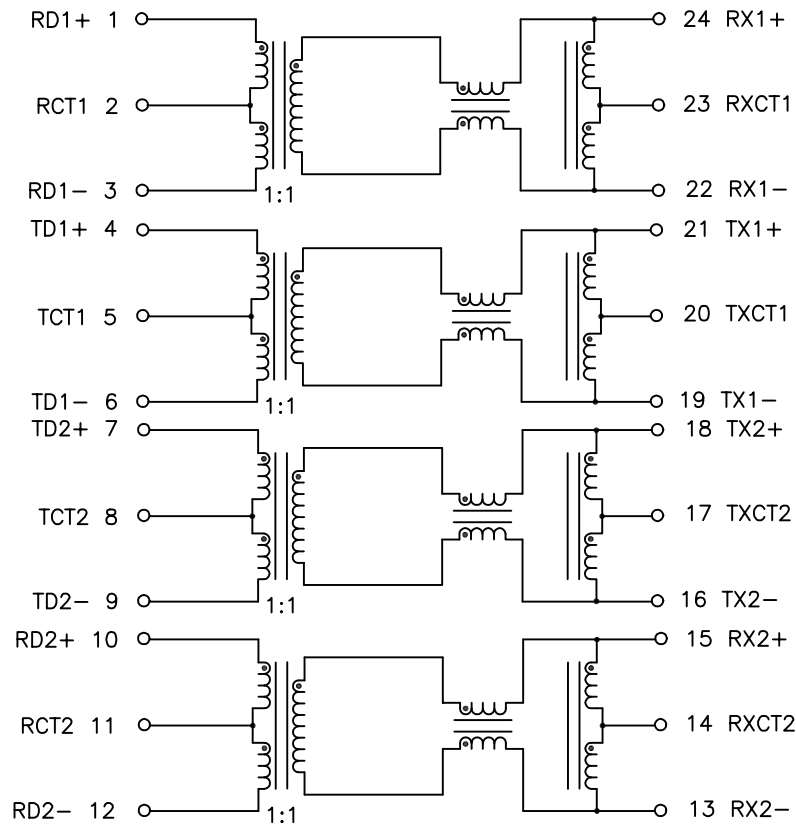 RD1+ 1 24 RX1+
RCT1 2 23 RXCT1
RD1- 3 22 RX1-
1:1
TD1+ 4 21 TX1+
TCT1 5 20 TXCT1
TD1- 6 19 TX1-
1:1
TD2+ 7 18 TX2+
TCT2 8 17 TXCT2
TD2- 9 16 TX2-
1:1
RD2+ 10 15 RX2+
RCT2 11 14 RXCT2
RD2- 12 13 RX2-
1:1